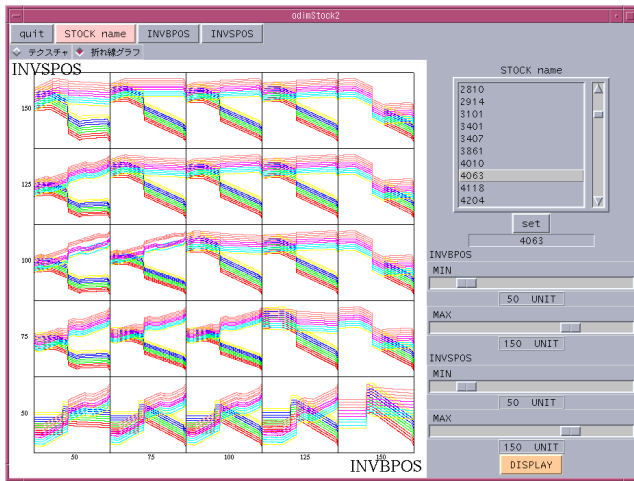 odimStock2
quit STOCK name INVBPOS INVSPOS
テクスチャ 折れ線グラフ
INVSPOS
150
125
100
75
50
50 75 100 125 150
INVBPOS
STOCK name
2810
2914
3101
3401
3407
3861
4010
4063
4118
4204
set
4063
INVBPOS
MIN
50 UNIT
MAX
150 UNIT
INVSPOS
MIN
50 UNIT
MAX
150 UNIT
DISPLAY